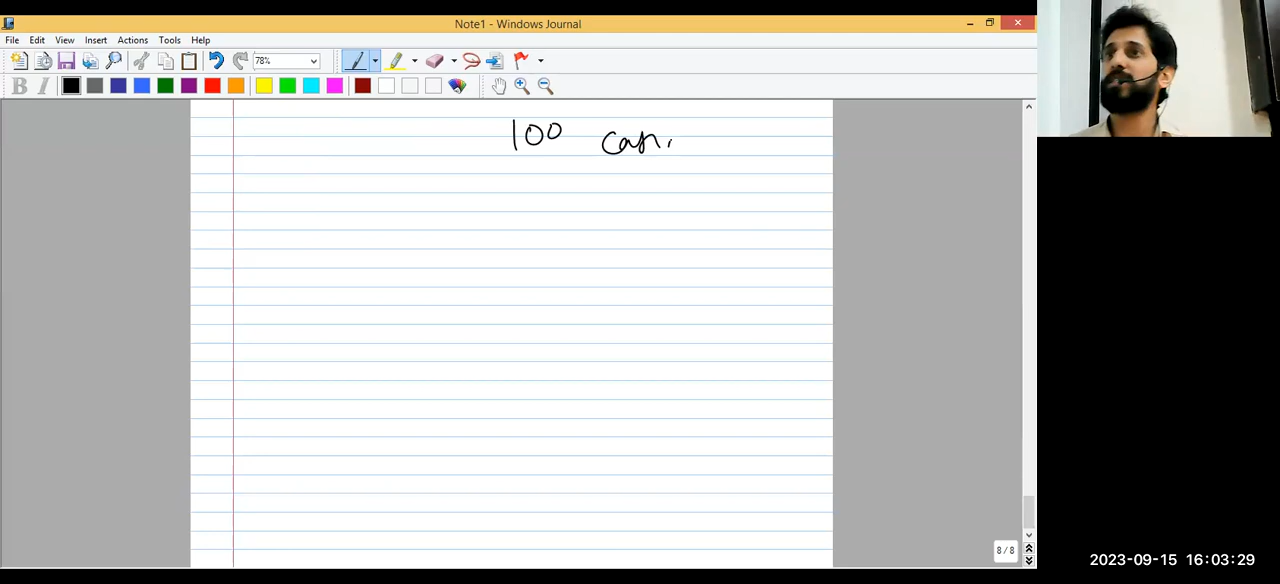 Note1 - Windows Journal
File Edit View Insert Actions Tools Help
78%
B I
100 can.
8 / 8
2023-09-15 16:03:29